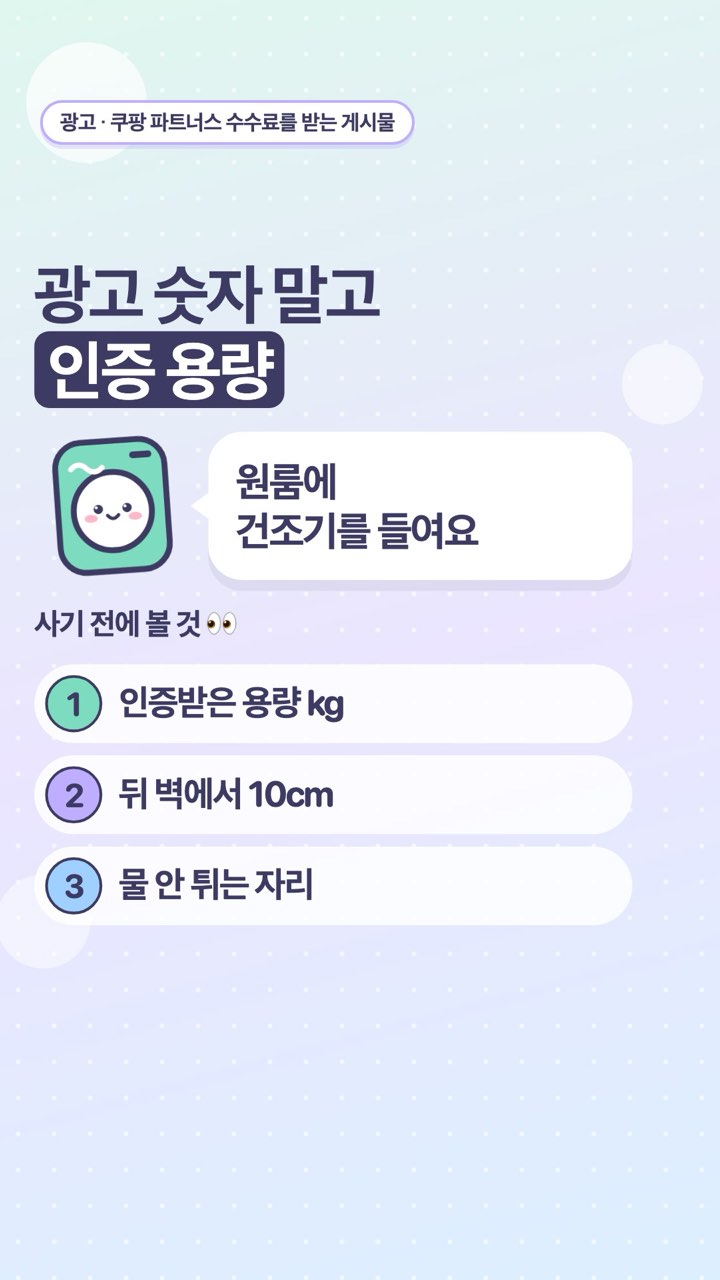 광고 · 쿠팡 파트너스 수수료를 받는 게시물
광고 숫자 말고
인증 용량
원룸에
건조기를 들여요
사기 전에 볼 것 👀
1 인증받은 용량 kg
2 뒤 벽에서 10cm
3 물 안 튀는 자리